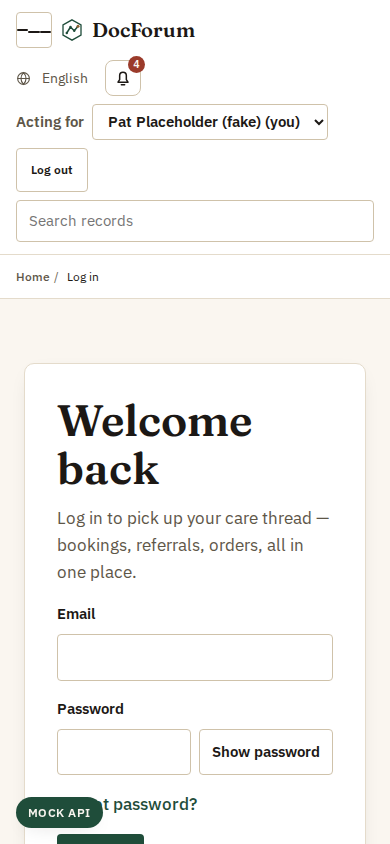 DocForum
English
4
Acting for
Pat Placeholder (fake) (you)
Log out
Search records
Home / Log in
Welcome
back
Log in to pick up your care thread —
bookings, referrals, orders, all in
one place.
Email
Password
Show password
t password?
MOCK API